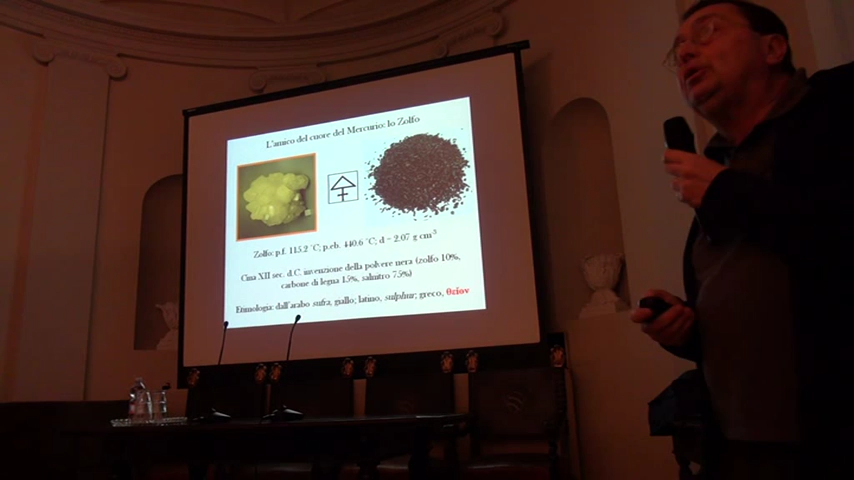 L'amico del cuore del Mercurio: lo Zolfo
Zolfo: p.f. 115.2 °C; p.eb. 440.6 °C; d = 2.07 g cm³
Cina XII sec. d.C. invenzione della polvere nera (zolfo 10%,
carbone di legna 15%, salnitro 75%)
Etimologia: dall'arabo sufra, giallo; latino, sulphur; greco, θεῖον